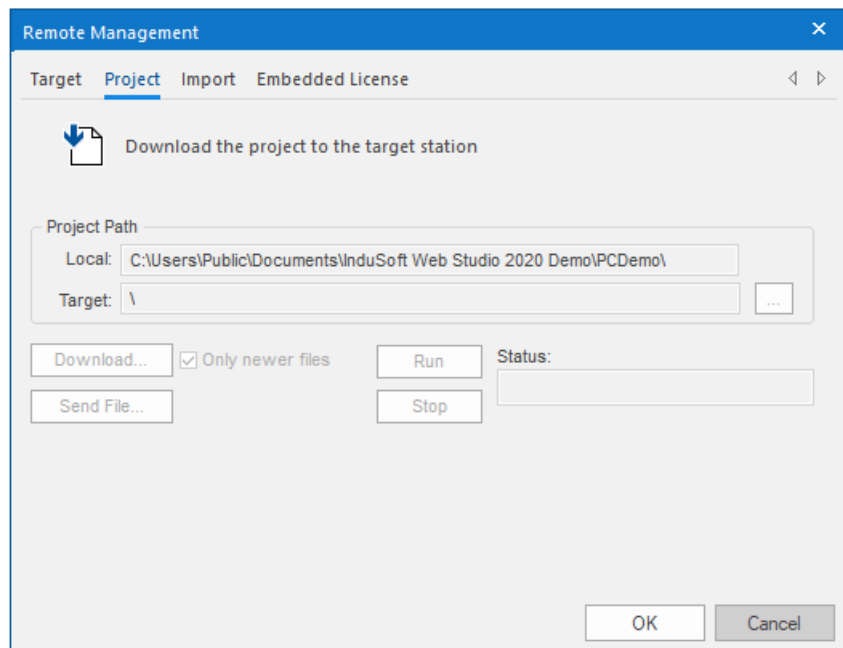 Remote Management
Target Project Import Embedded License
Download the project to the target station
Project Path
Local: C:\Users\Public\Documents\InduSoft Web Studio 2020 Demo\PCDemo\
Target: \ ...
Download... Only newer files Run Status:
Send File... Stop
OK Cancel